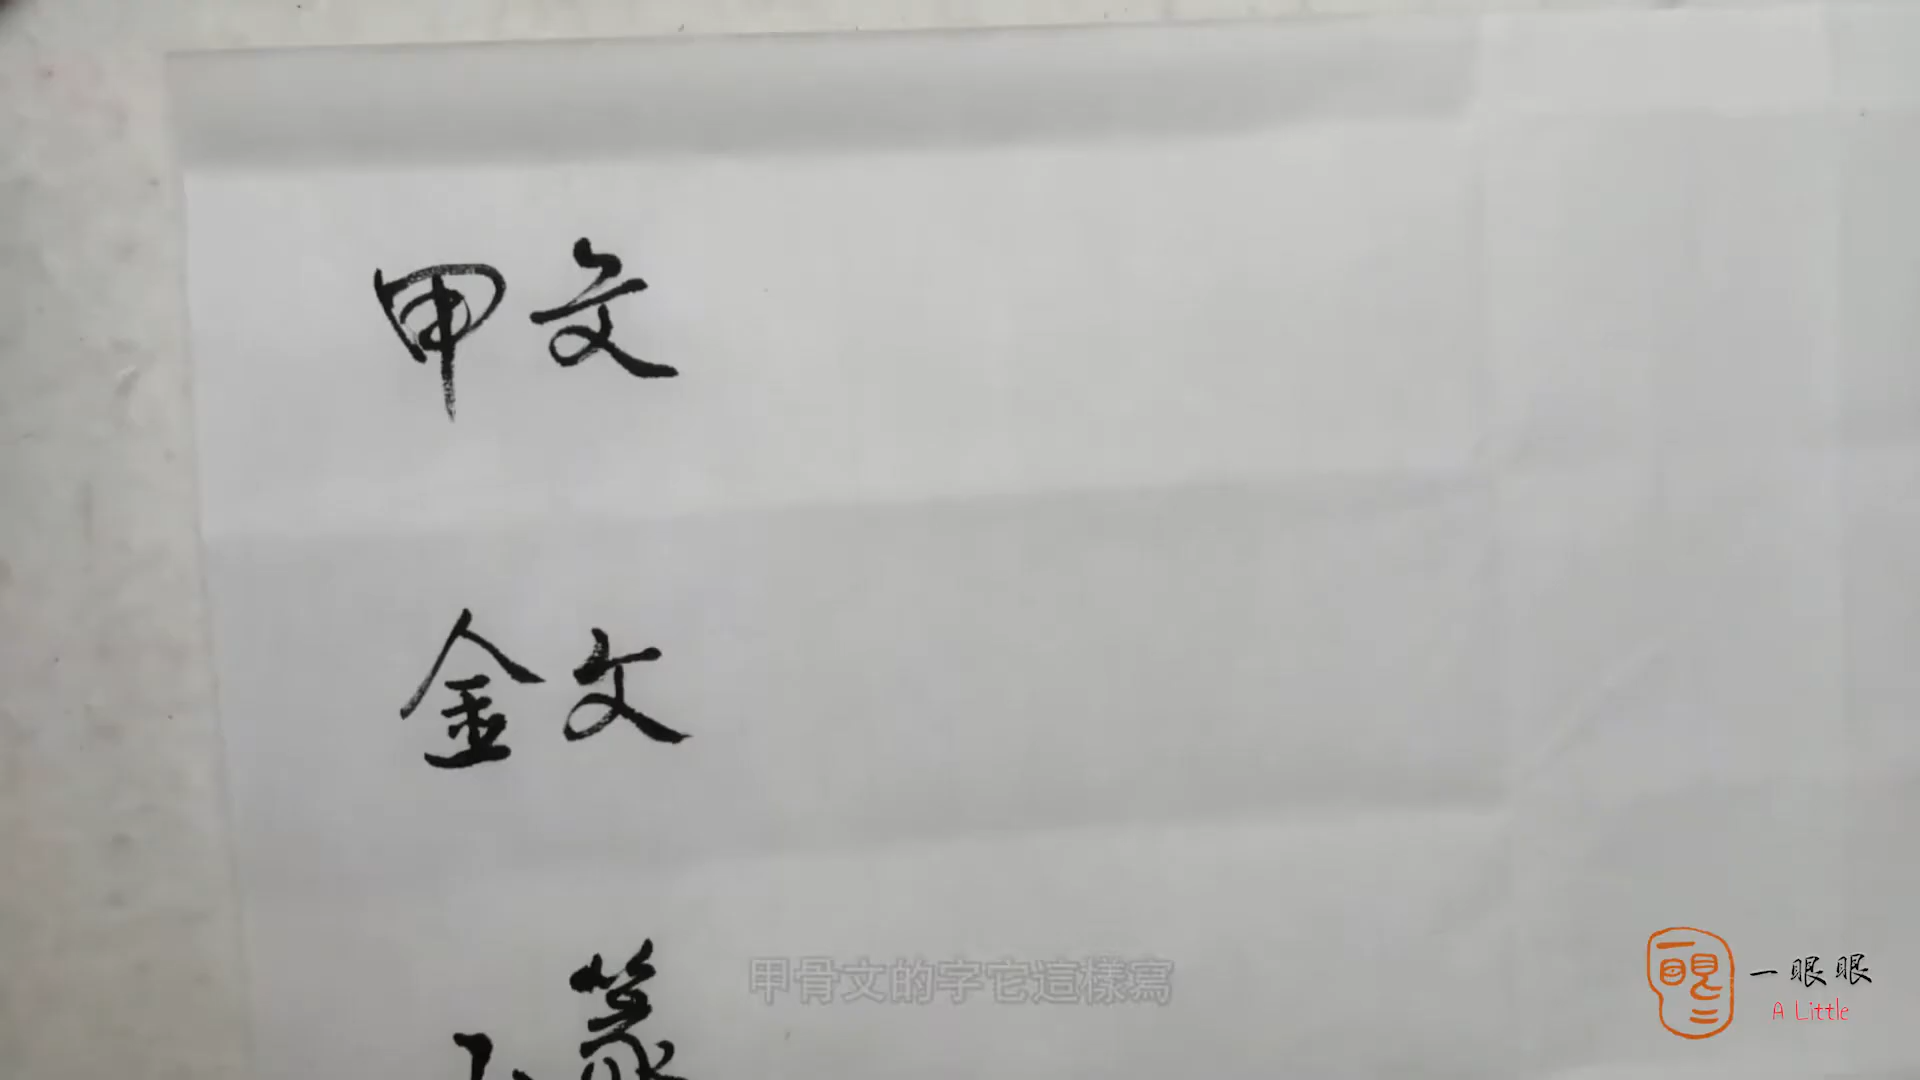 甲文
金文
篆
甲骨文的字它這樣寫
一眼眼
A Little